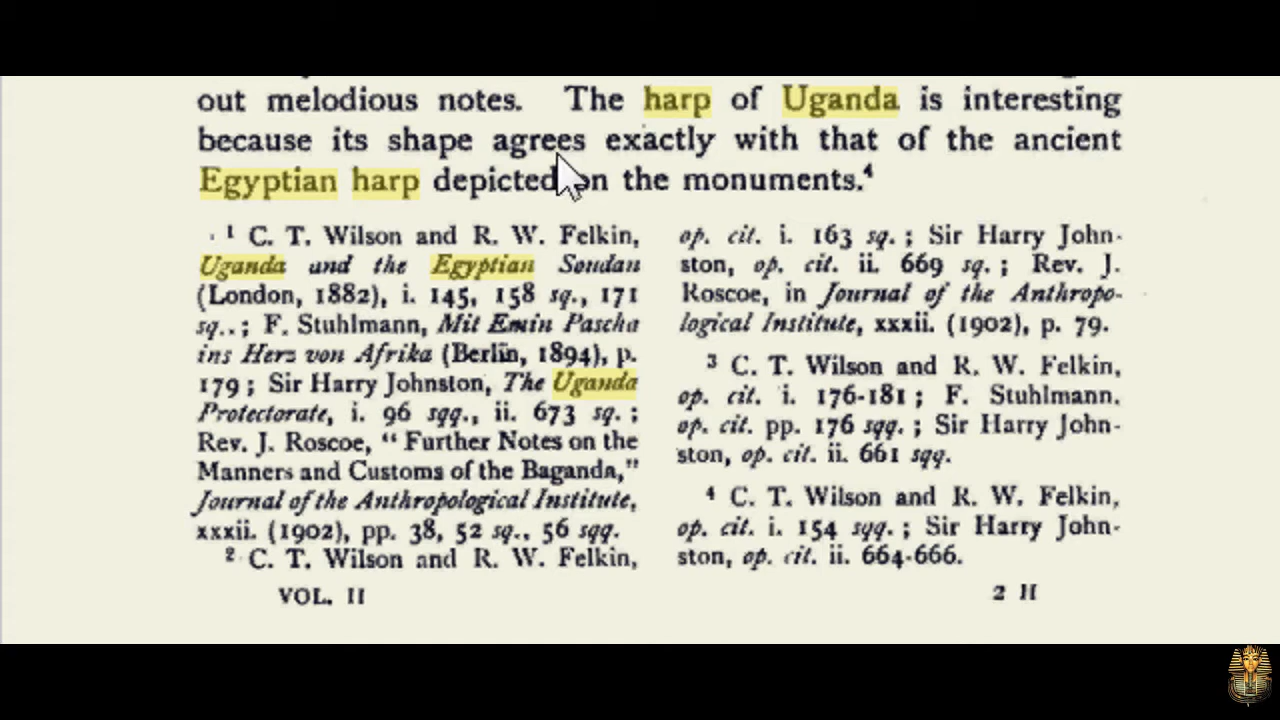 out melodious notes. The harp of Uganda is interesting
because its shape agrees exactly with that of the ancient
Egyptian harp depicted on the monuments.⁴
¹ C. T. Wilson and R. W. Felkin,
Uganda and the Egyptian Soudan
(London, 1882), i. 145, 158 sq., 171
sq..; F. Stuhlmann, Mit Emin Pascha
ins Herz von Afrika (Berlin, 1894), p.
179; Sir Harry Johnston, The Uganda
Protectorate, i. 96 sqq., ii. 673 sq.;
Rev. J. Roscoe, “Further Notes on the
Manners and Customs of the Baganda,”
Journal of the Anthropological Institute,
xxxii. (1902), pp. 38, 52 sq., 56 sqq.
² C. T. Wilson and R. W. Felkin,
op. cit. i. 163 sq.; Sir Harry John-
ston, op. cit. ii. 669 sq.; Rev. J.
Roscoe, in Journal of the Anthropo-
logical Institute, xxxii. (1902), p. 79.
³ C. T. Wilson and R. W. Felkin,
op. cit. i. 176-181; F. Stuhlmann,
op. cit. pp. 176 sqq.; Sir Harry John-
ston, op. cit. ii. 661 sqq.
⁴ C. T. Wilson and R. W. Felkin,
op. cit. i. 154 sqq.; Sir Harry John-
ston, op. cit. ii. 664-666.
VOL. II
2 H